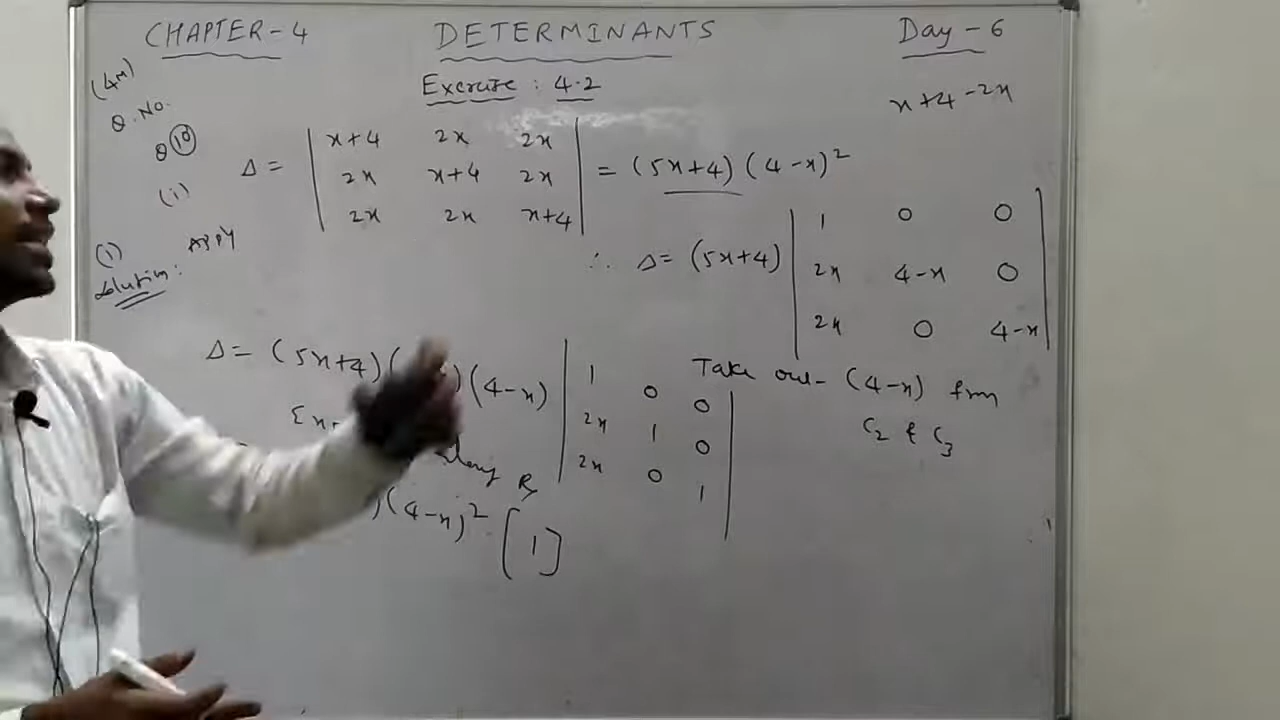 CHAPTER-4 DETERMINANTS Day-6
Exercise : 4.2
(4M)
Q.No.
Q (10)
(i)
x+4-2x
Δ = | x+4 2x 2x | = (5x+4) (4-x)²
| 2x x+4 2x |
| 2x 2x x+4 |
(1)
Solution:
∴ Δ = (5x+4) | 1 0 0 |
| 2x 4-x 0 |
| 2x 0 4-x |
Take out (4-x) from
C₂ & C₃
Δ = (5x+4)( )(4-x) | 1 0 0 |
| 2x 1 0 |
| 2x 0 1 |
)(4-x)² [1]